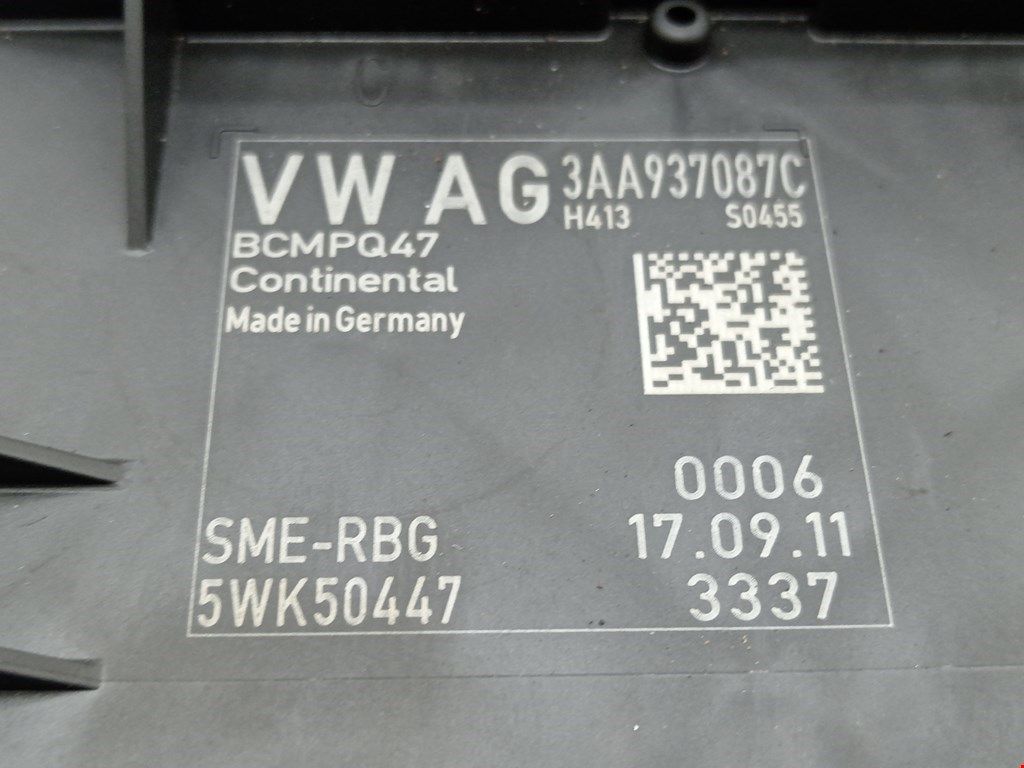 C
VW AG 3AA937087C
H413 S0455
BCMPQ47
Continental
Made in Germany
0006
SME-RBG 17.09.11
5WK50447 3337